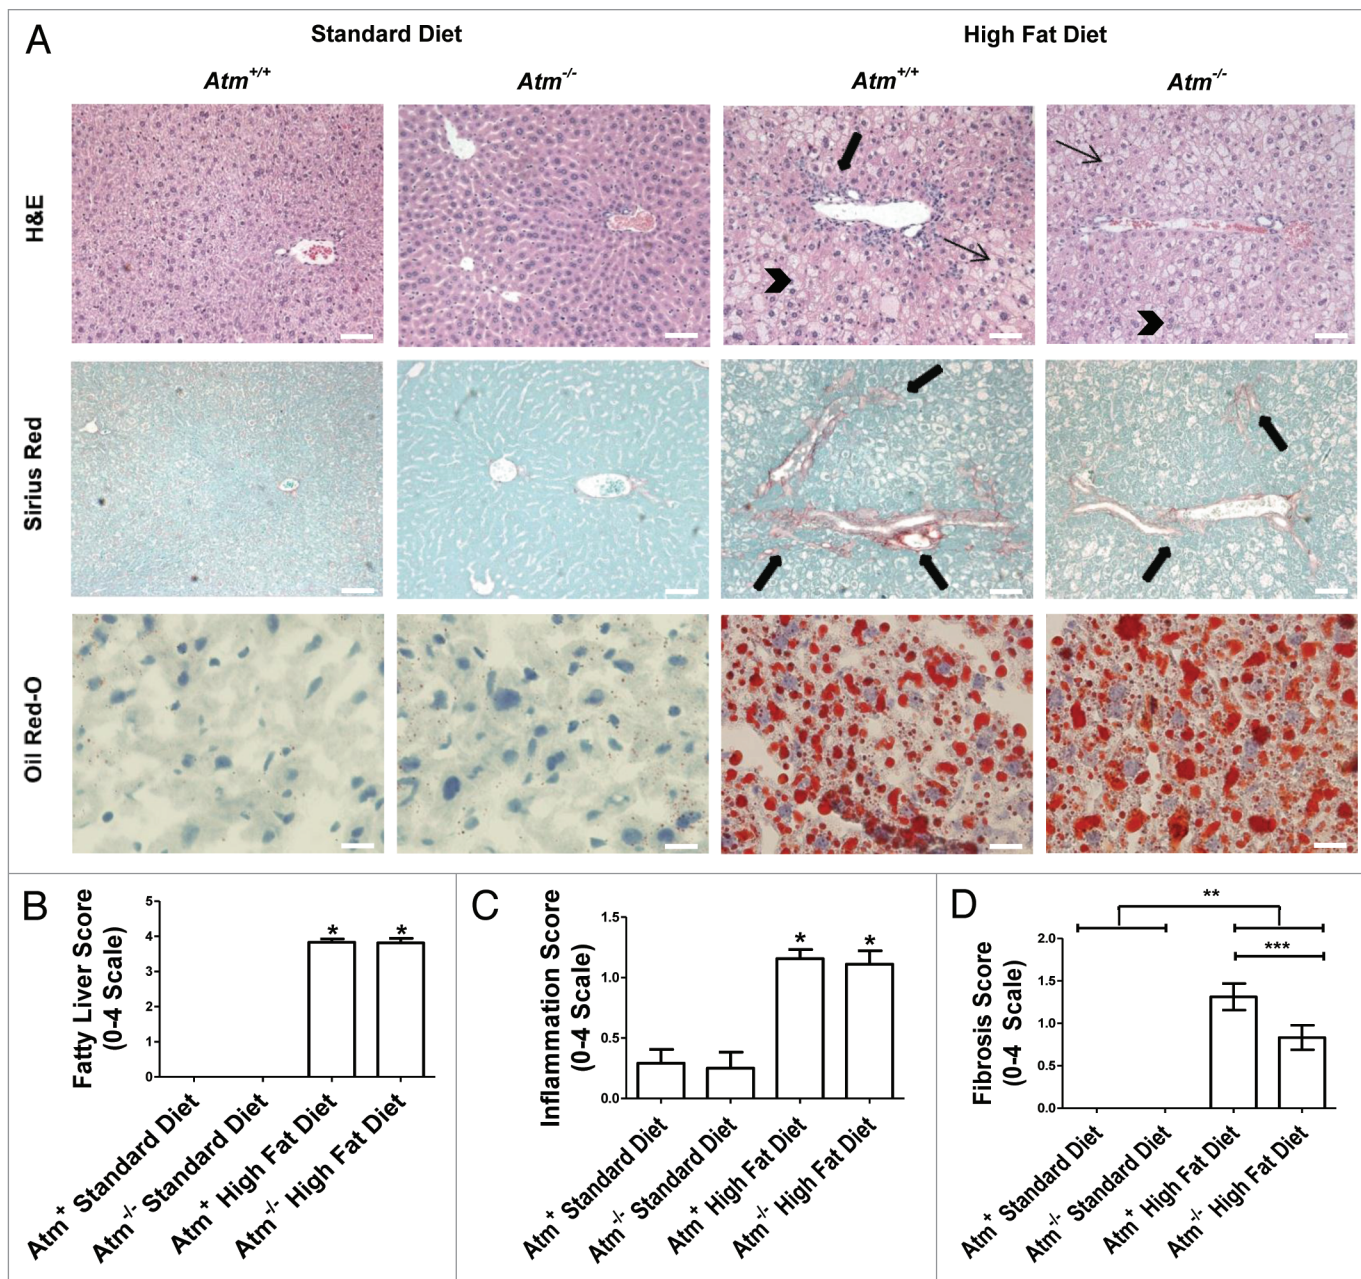 A
Standard Diet
High Fat Diet
Atm+/+
Atm-/-
Atm+/+
Atm-/-
H&E
Sirius Red
Oil Red-O
B
Fatty Liver Score
(0-4 Scale)
5
4
3
2
1
0
*
*
Atm+ Standard Diet
Atm-/- Standard Diet
Atm+ High Fat Diet
Atm-/- High Fat Diet
C
Inflammation Score
(0-4 Scale)
1.5
1.0
0.5
0.0
*
*
Atm+ Standard Diet
Atm-/- Standard Diet
Atm+ High Fat Diet
Atm-/- High Fat Diet
D
Fibrosis Score
(0-4 Scale)
2.0
1.5
1.0
0.5
0.0
**
***
Atm+ Standard Diet
Atm-/- Standard Diet
Atm+ High Fat Diet
Atm-/- High Fat Diet